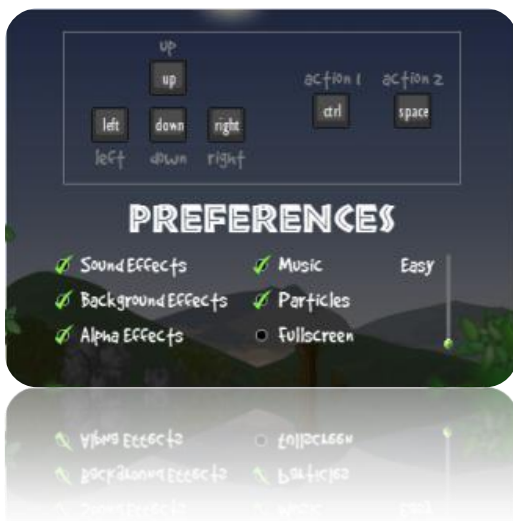 up
up
action 1 action 2
ctrl space
left down right
left down right
PREFERENCES
Sound Effects Music Easy
Background Effects Particles
Alpha Effects Fullscreen